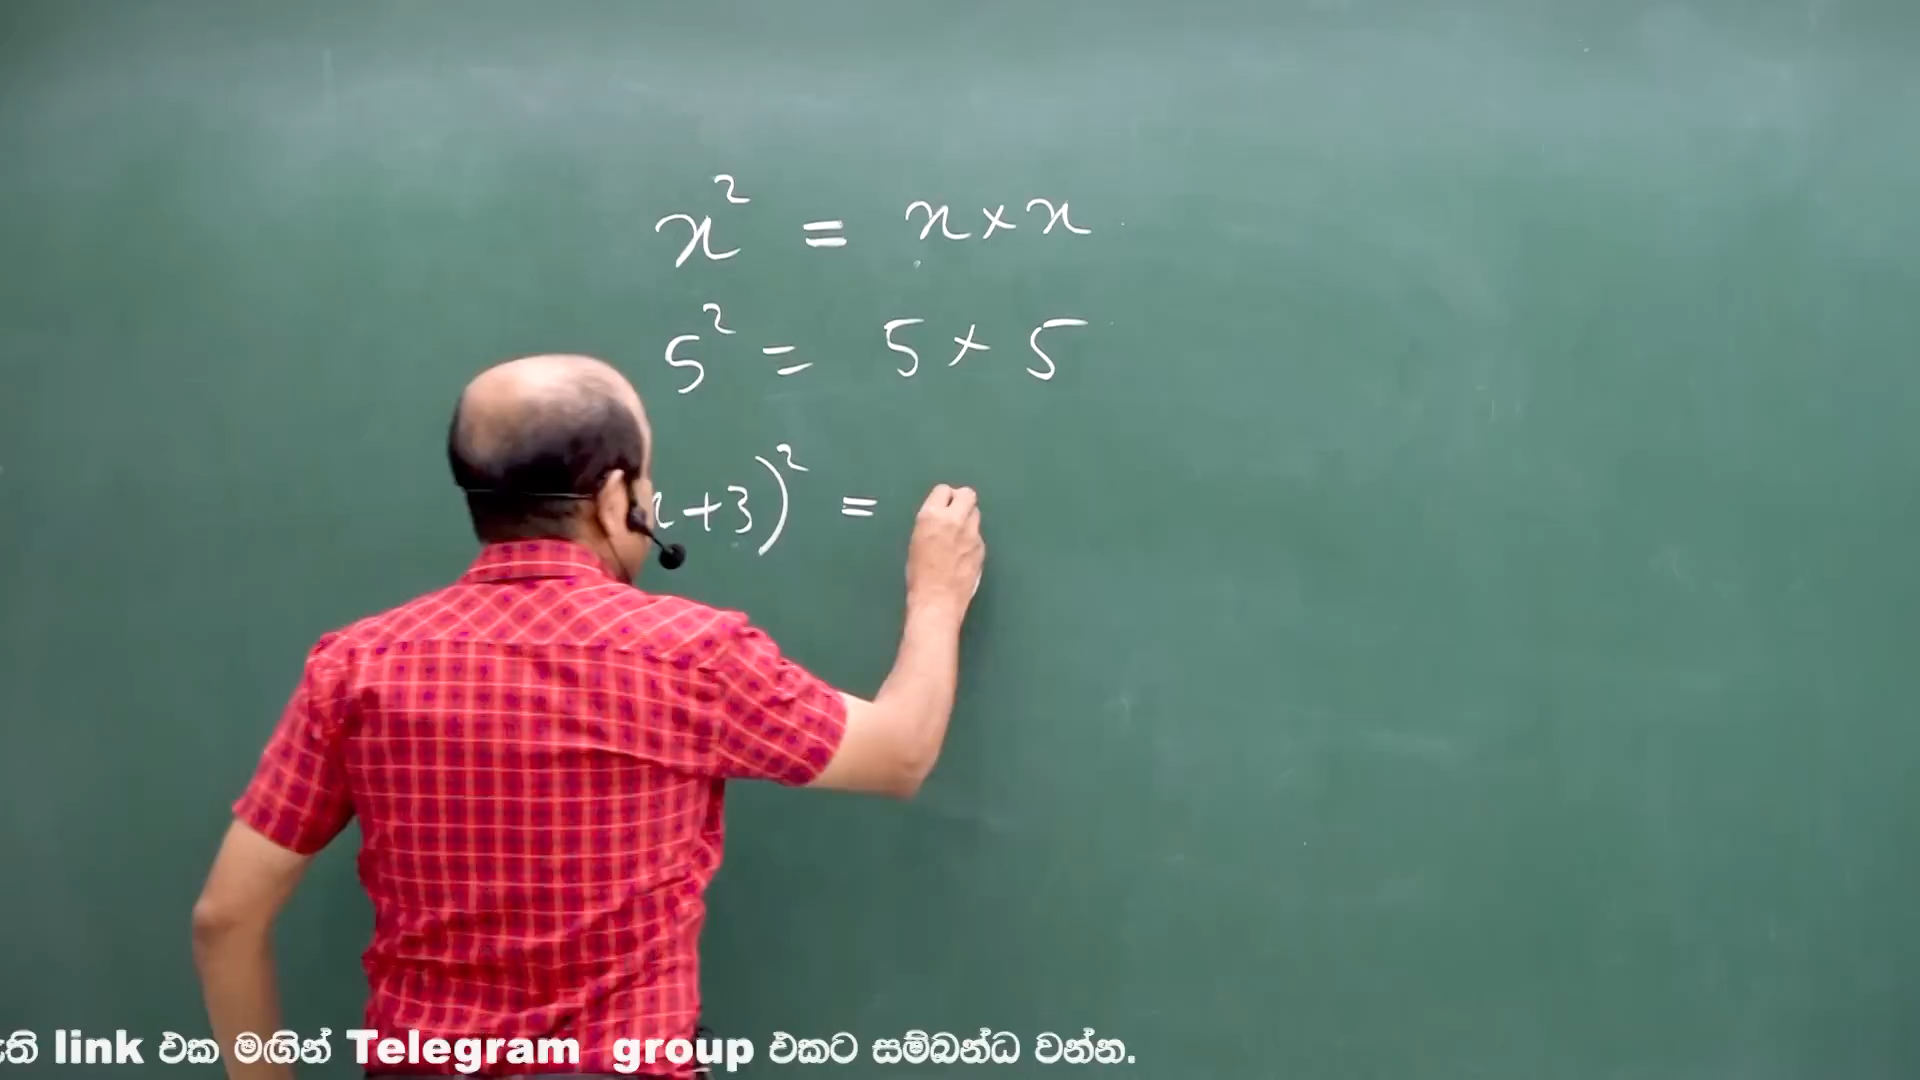 x² = x × x
5² = 5 × 5
x + 3)² =
ති link එක මඟින් Telegram group එකට සම්බන්ධ වන්න.